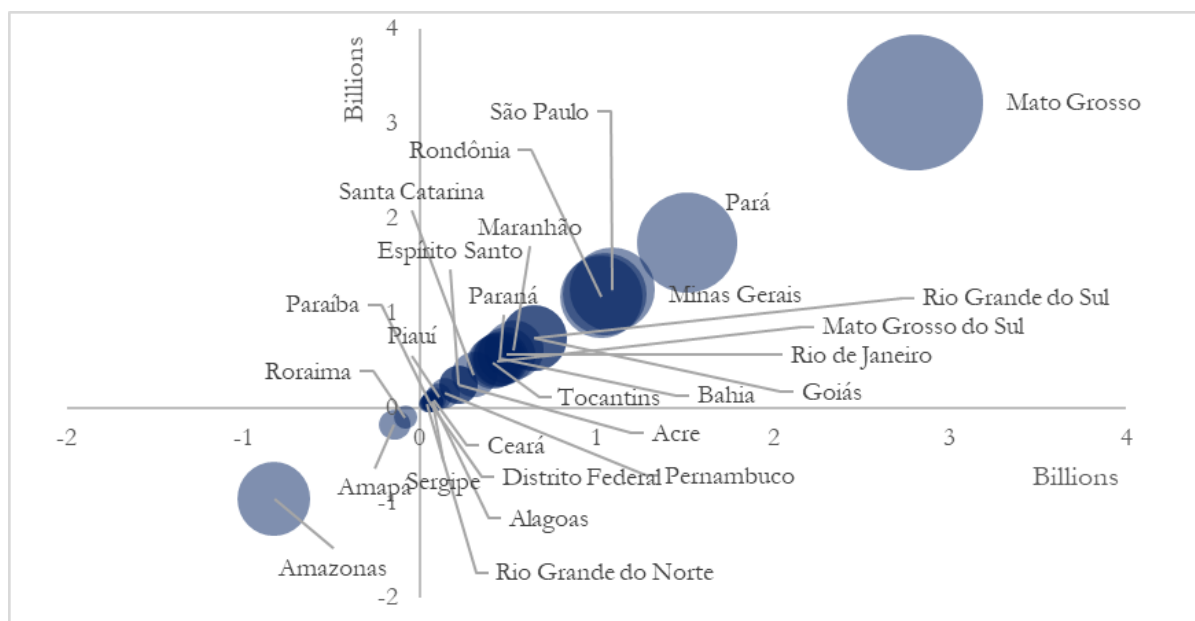 4
Billions
3
Mato Grosso
São Paulo
Rondônia
Santa Catarina
2
Pará
Maranhão
Espírito Santo
Paraná
Minas Gerais
Rio Grande do Sul
Paraíba
1
Mato Grosso do Sul
Piauí
Rio de Janeiro
Roraima
Tocantins
Bahia
Goiás
0
-2
-1
0
1
2
3
4
Acre
Ceará
Billions
Amapá
Sergipe
Distrito Federal
Pernambuco
-1
Alagoas
Amazonas
Rio Grande do Norte
-2